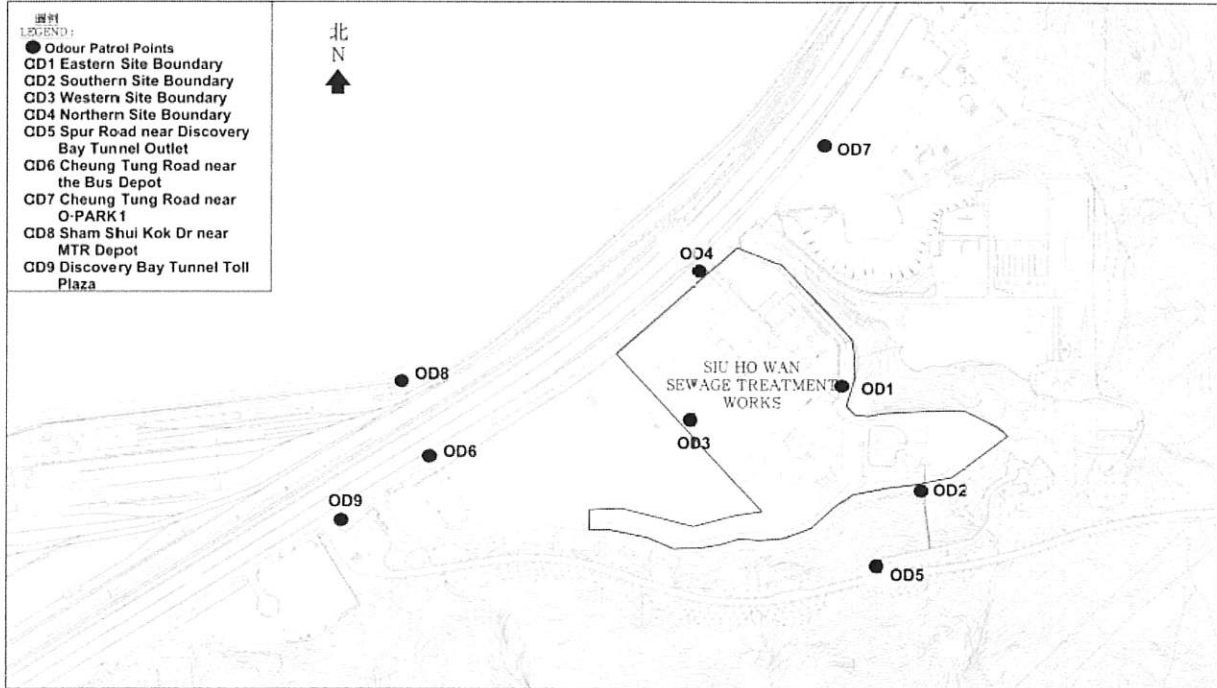 圖例
LEGEND:
Odour Patrol Points
OD1 Eastern Site Boundary
OD2 Southern Site Boundary
OD3 Western Site Boundary
OD4 Northern Site Boundary
OD5 Spur Road near Discovery
Bay Tunnel Outlet
OD6 Cheung Tung Road near
the Bus Depot
OD7 Cheung Tung Road near
O-PARK1
OD8 Sham Shui Kok Dr near
MTR Depot
OD9 Discovery Bay Tunnel Toll
Plaza
北
N
OD7
OD4
OD8
SIU HO WAN
SEWAGE TREATMENT
WORKS
OD1
OD3
OD6
OD2
OD9
OD5